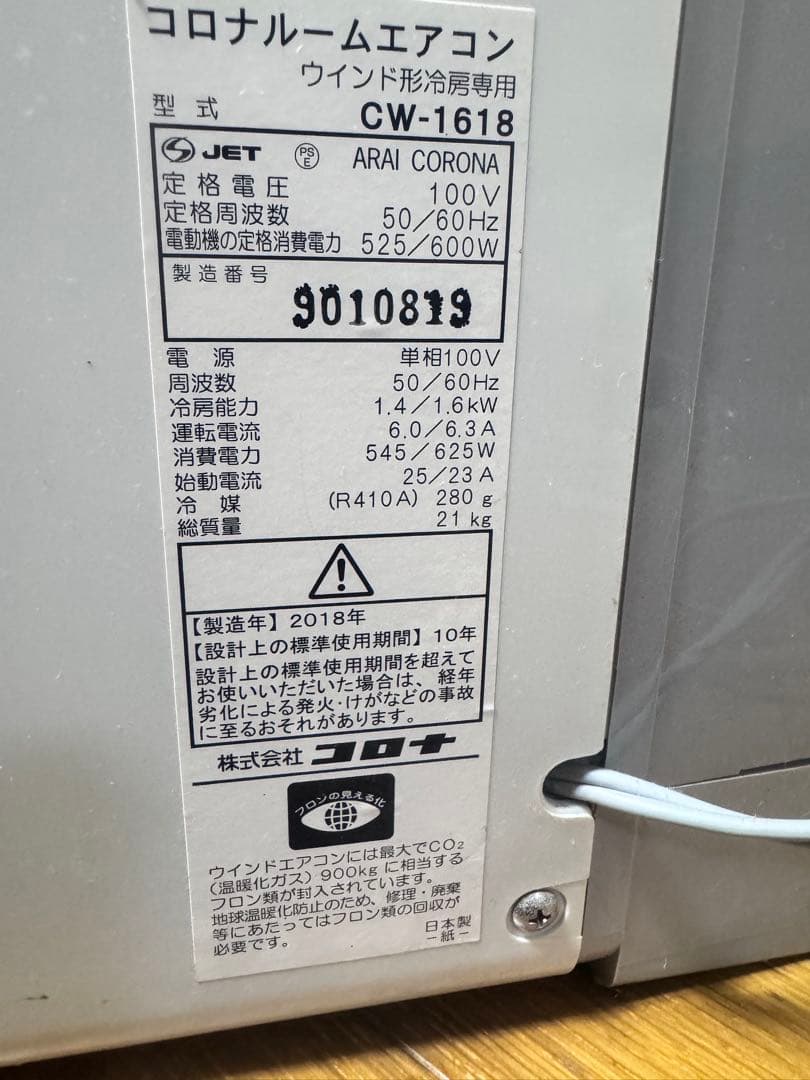 コロナルームエアコン
ウインド形冷房専用
型式 CW-1618
JET PSE ARAI CORONA
定格電圧 100V
定格周波数 50/60Hz
電動機の定格消費電力 525/600W
製造番号
9010819
電源 単相100V
周波数 50/60Hz
冷房能力 1.4/1.6kW
運転電流 6.0/6.3A
消費電力 545/625W
始動電流 25/23A
冷媒 (R410A) 280g
総質量 21kg
【製造年】2018年
【設計上の標準使用期間】10年
設計上の標準使用期間を超えて
お使いいただいた場合は、経年
劣化による発火・けがなどの事故
に至るおそれがあります。
株式会社 コロナ
フロンの見える化
ウインドエアコンには最大でCO₂
(温暖化ガス)900kgに相当する
フロン類が封入されています。
地球温暖化防止のため、修理・廃棄
等にあたってはフロン類の回収が
必要です。
日本製
-紙-